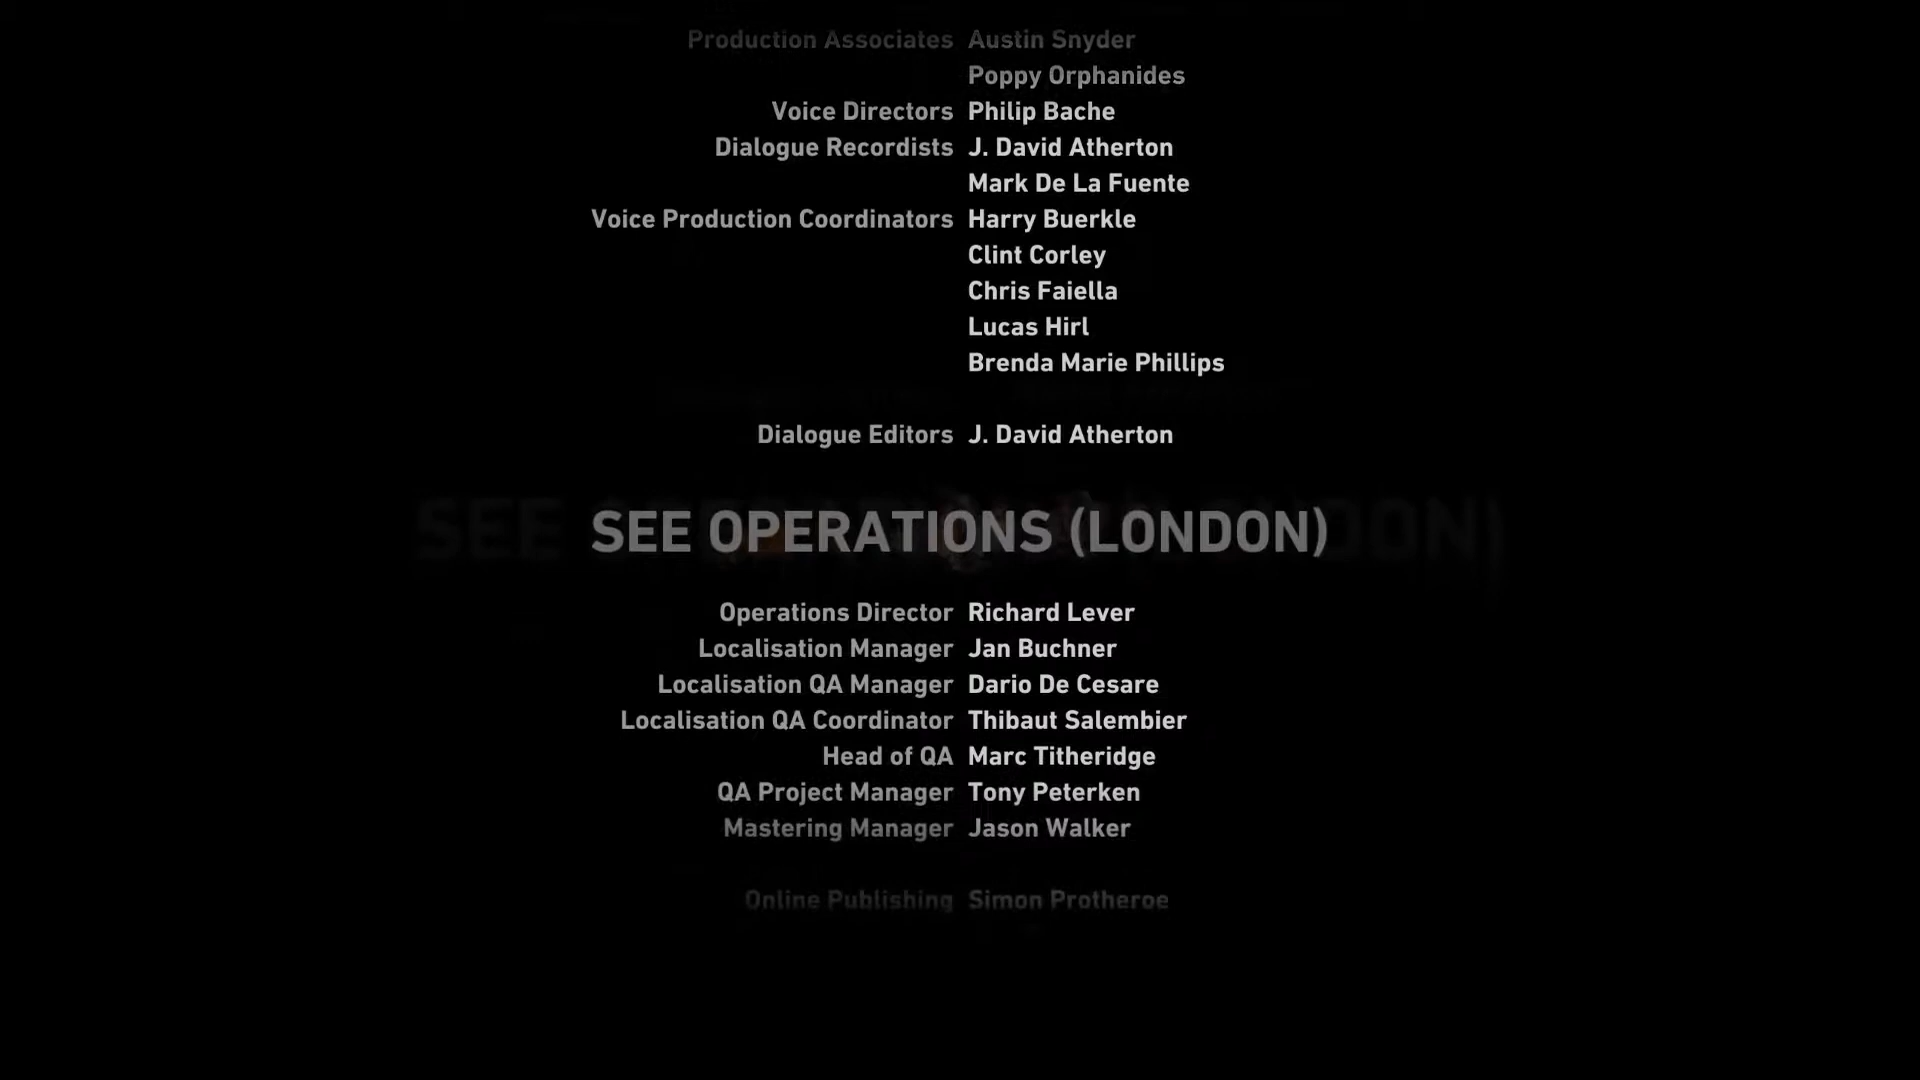 Production Associates Austin Snyder
Poppy Orphanides
Voice Directors Philip Bache
Dialogue Recordists J. David Atherton
Mark De La Fuente
Voice Production Coordinators Harry Buerkle
Clint Corley
Chris Faiella
Lucas Hirl
Brenda Marie Phillips
Dialogue Editors J. David Atherton
SEE OPERATIONS (LONDON)
Operations Director Richard Lever
Localisation Manager Jan Buchner
Localisation QA Manager Dario De Cesare
Localisation QA Coordinator Thibaut Salembier
Head of QA Marc Titheridge
QA Project Manager Tony Peterken
Mastering Manager Jason Walker
Online Publishing Simon Protheroe